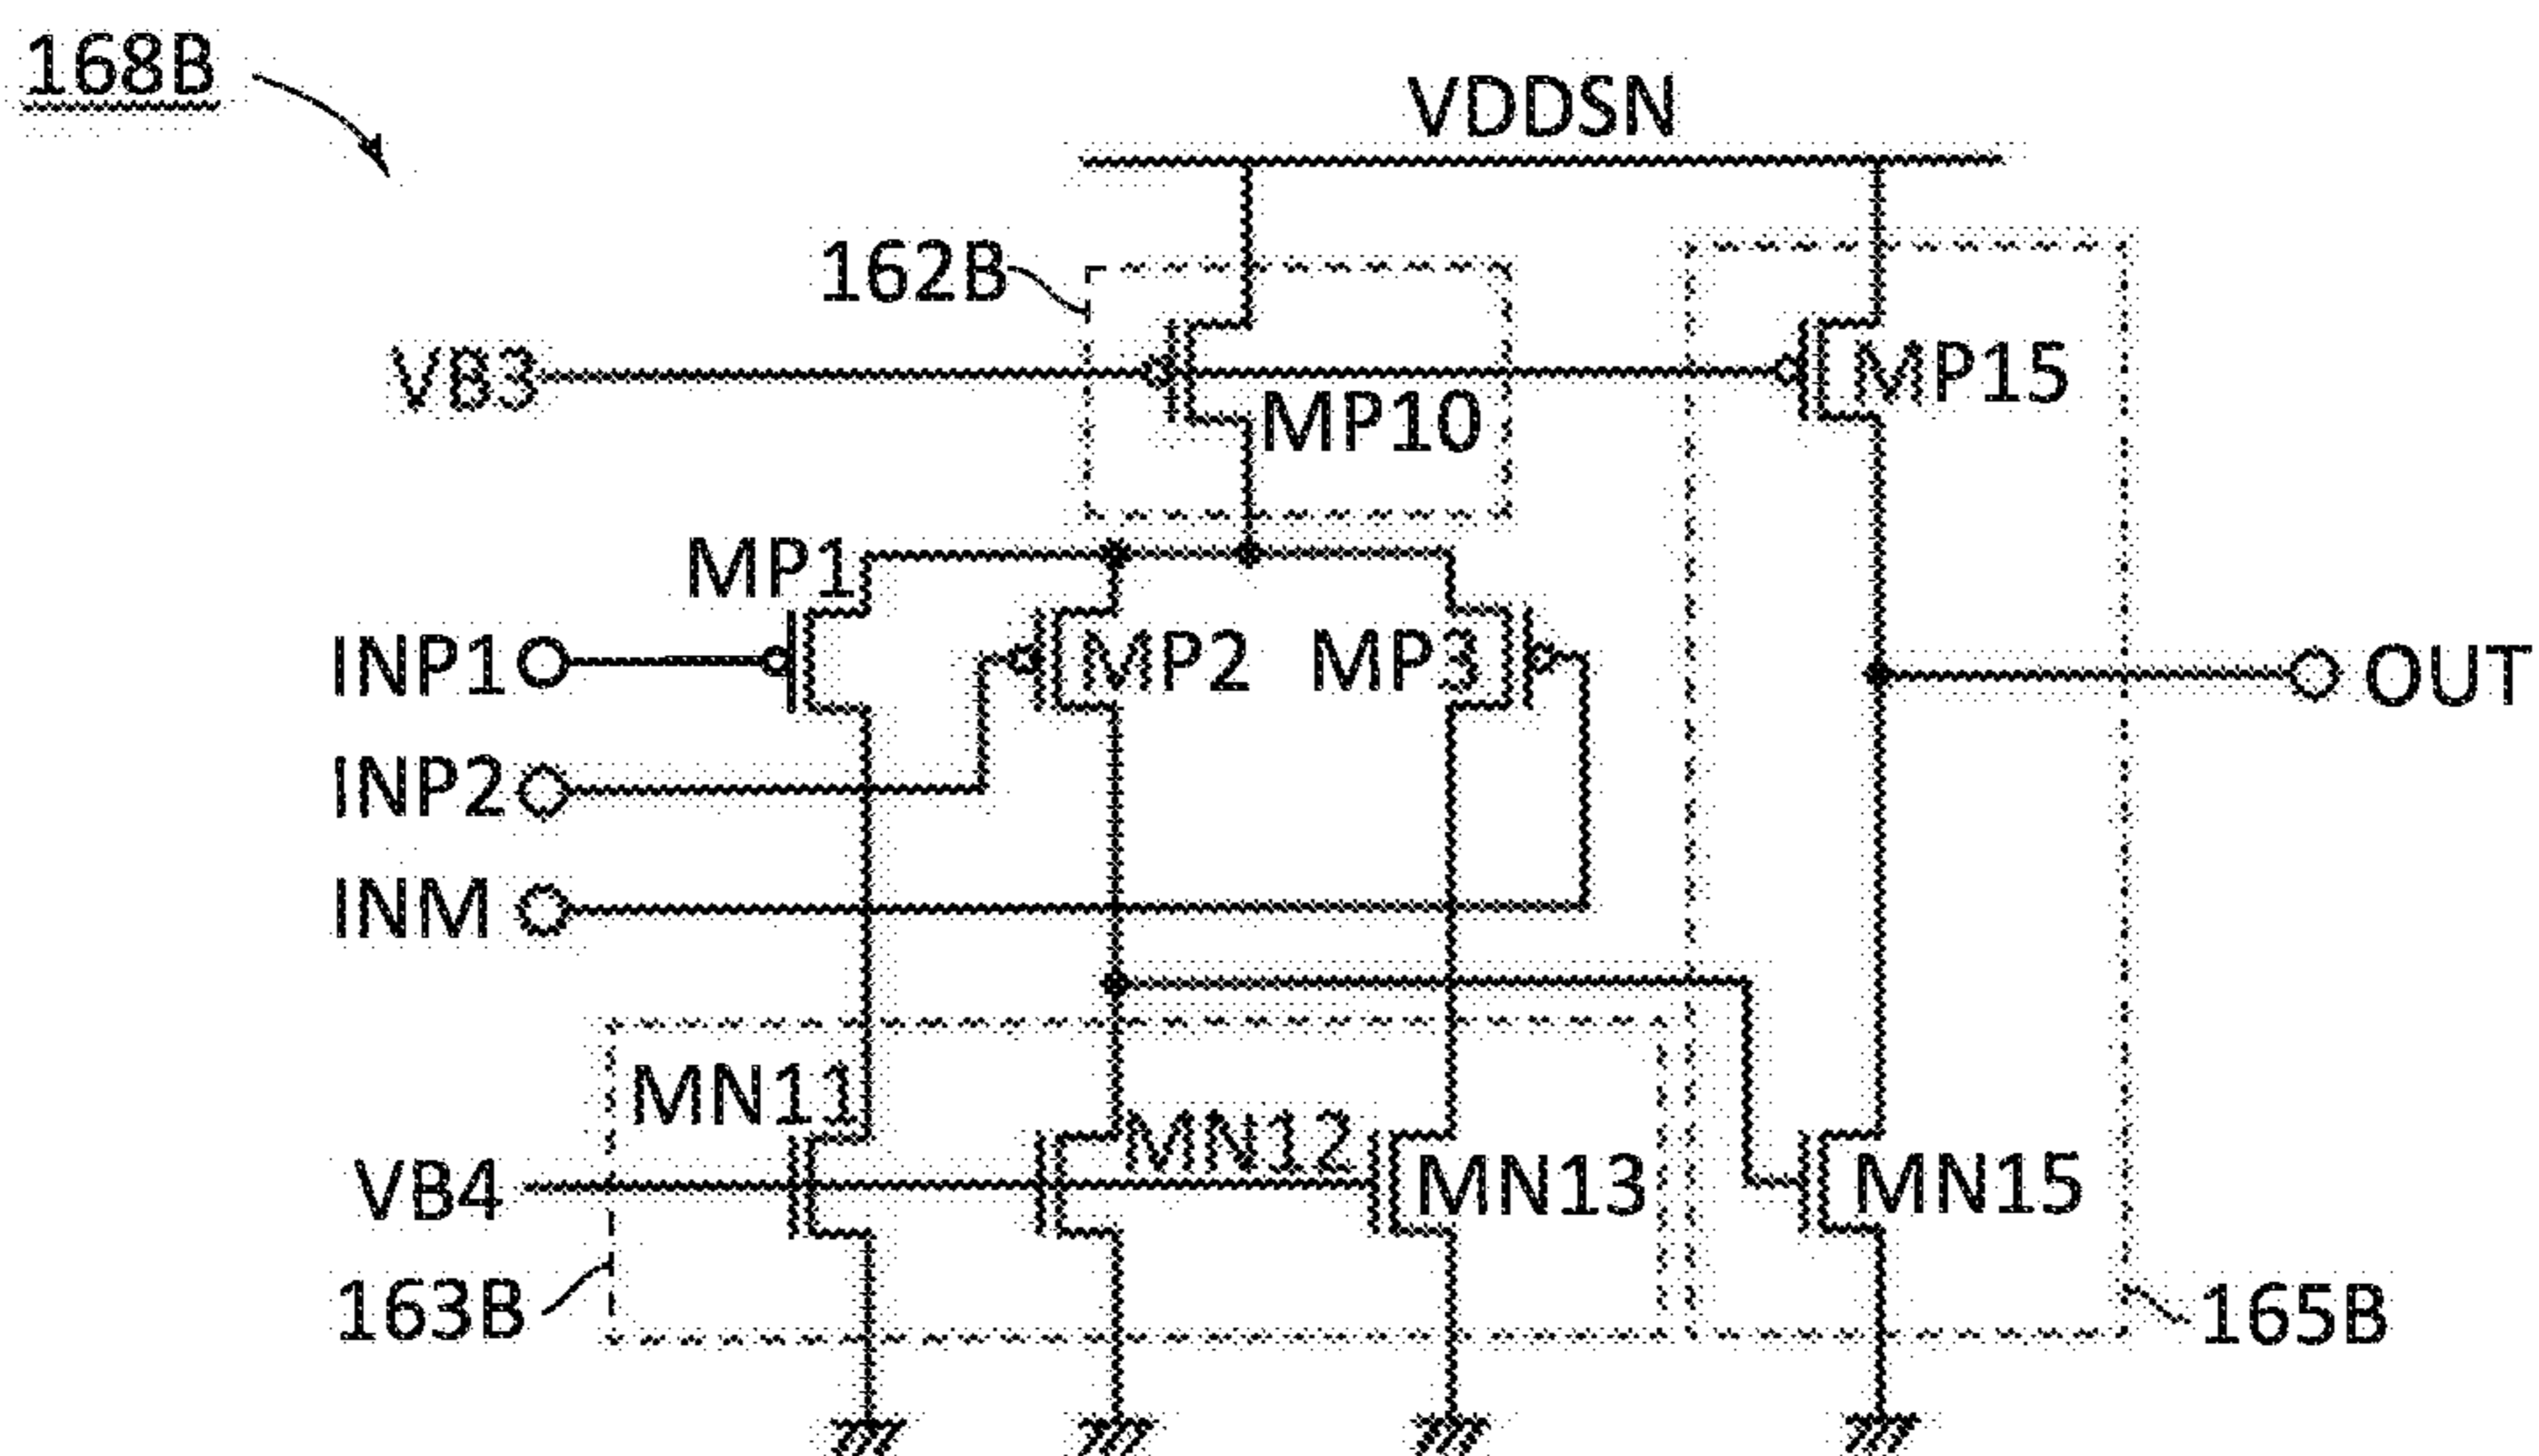 168B
VDDSN
162B
VB3
MP15
MP10
MP1
INP1
MP2
MP3
OUT
INP2
INM
MN11
MN12
VB4
MN13
MN15
163B
165B